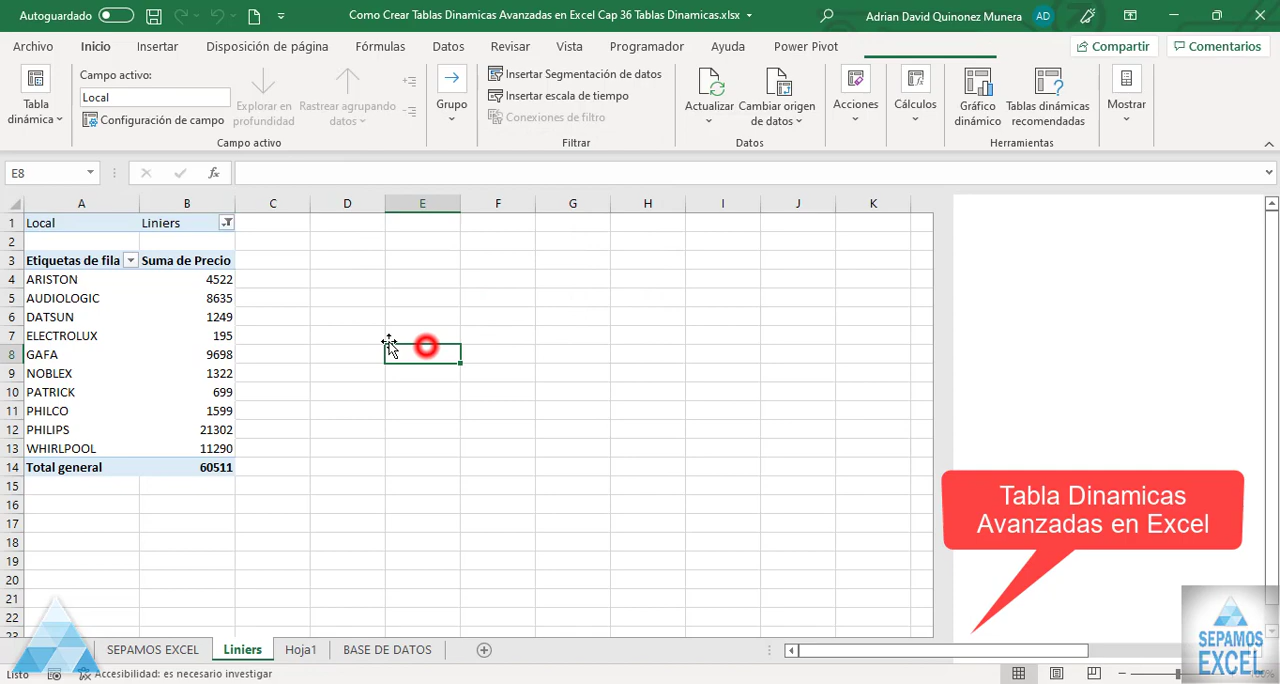 Autoguardado
Como Crear Tablas Dinamicas Avanzadas en Excel Cap 36 Tablas Dinamicas.xlsx
Adrian David Quinonez Munera
AD
Archivo Inicio Insertar Disposición de página Fórmulas Datos Revisar Vista Programador Ayuda Power Pivot
Compartir Comentarios
Tabla dinámica
Campo activo:
Local
Configuración de campo
Explorar en profundidad
Rastrear agrupando datos
Campo activo
Grupo
Insertar Segmentación de datos
Insertar escala de tiempo
Conexiones de filtro
Filtrar
Actualizar
Cambiar origen de datos
Datos
Acciones
Cálculos
Gráfico dinámico
Tablas dinámicas recomendadas
Herramientas
Mostrar
E8
fx
A B C D E F G H I J K
1 Local Liniers
2
3 Etiquetas de fila Suma de Precio
4 ARISTON 4522
5 AUDIOLOGIC 8635
6 DATSUN 1249
7 ELECTROLUX 195
8 GAFA 9698
9 NOBLEX 1322
10 PATRICK 699
11 PHILCO 1599
12 PHILIPS 21302
13 WHIRLPOOL 11290
14 Total general 60511
15
16
17
18
19
20
21
22
23
Tabla Dinamicas
Avanzadas en Excel
SEPAMOS EXCEL Liniers Hoja1 BASE DE DATOS
Listo
Accesibilidad: es necesario investigar
SEPAMOS
EXCEL